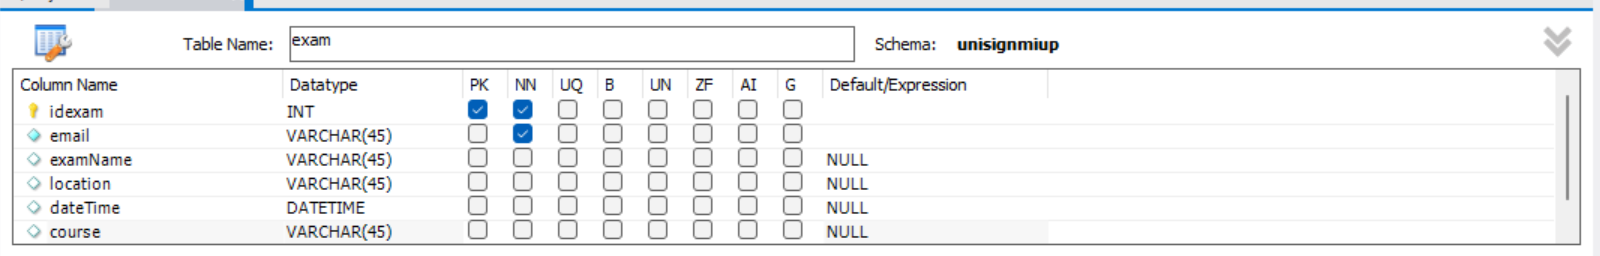 Table Name: exam Schema: unisignmiup
Column Name Datatype PK NN UQ B UN ZF AI G Default/Expression
idexam INT
email VARCHAR(45)
examName VARCHAR(45) NULL
location VARCHAR(45) NULL
dateTime DATETIME NULL
course VARCHAR(45) NULL